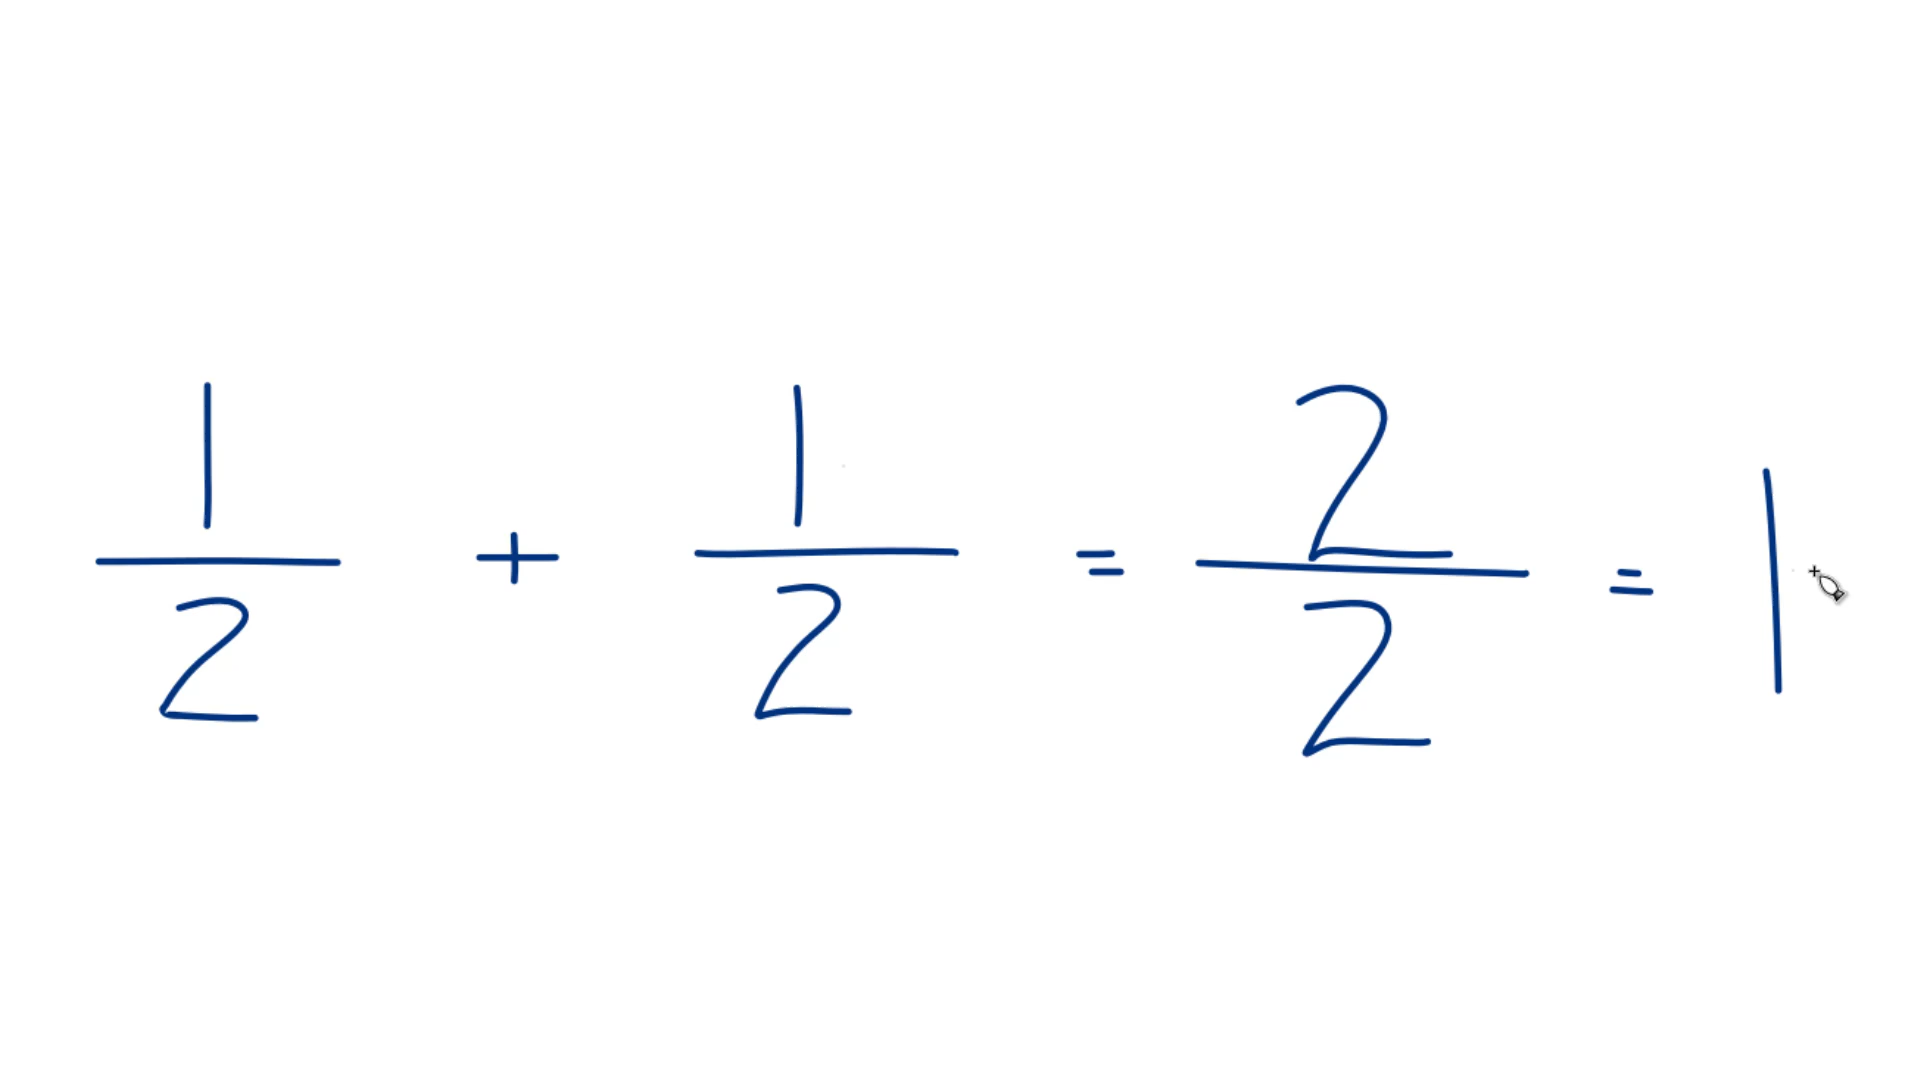 1/2 + 1/2 = 2/2 = 1